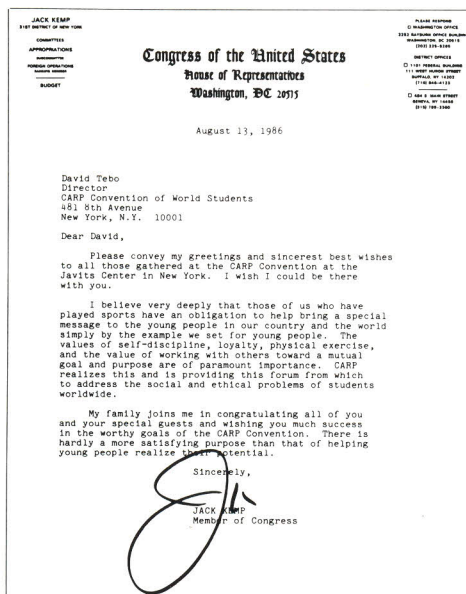 JACK KEMP
31ST DISTRICT OF NEW YORK
COMMITTEES
APPROPRIATIONS
SUBCOMMITTEE
FOREIGN OPERATIONS
RANKING MEMBER
BUDGET
Congress of the United States
House of Representatives
Washington, DC 20515
PLEASE RESPOND
WASHINGTON OFFICE
2252 RAYBURN OFFICE BUILDING
WASHINGTON, DC 20515
(202) 225-5265
DISTRICT OFFICES
1101 FEDERAL BUILDING
111 WEST HURON STREET
BUFFALO, NY 14202
(716) 846-4123
484 S MAIN STREET
GENEVA, NY 14456
August 13, 1986
David Tebo
Director
CARP Convention of World Students
481 8th Avenue
New York, N.Y. 10001
Dear David,
Please convey my greetings and sincerest best wishes
to all those gathered at the CARP Convention at the
Javits Center in New York. I wish I could be there
with you.
I believe very deeply that those of us who have
played sports have an obligation to help bring a special
message to the young people in our country and the world
simply by the example we set for young people. The
values of self-discipline, loyalty, physical exercise,
and the value of working with others toward a mutual
goal and purpose are of paramount importance. CARP
realizes this and is providing this forum from which
to address the social and ethical problems of students
worldwide.
My family joins me in congratulating all of you
and your special guests and wishing you much success
in the worthy goals of the CARP Convention. There is
hardly a more satisfying purpose than that of helping
young people realize their potential.
Sincerely,
JACK KEMP
Member of Congress